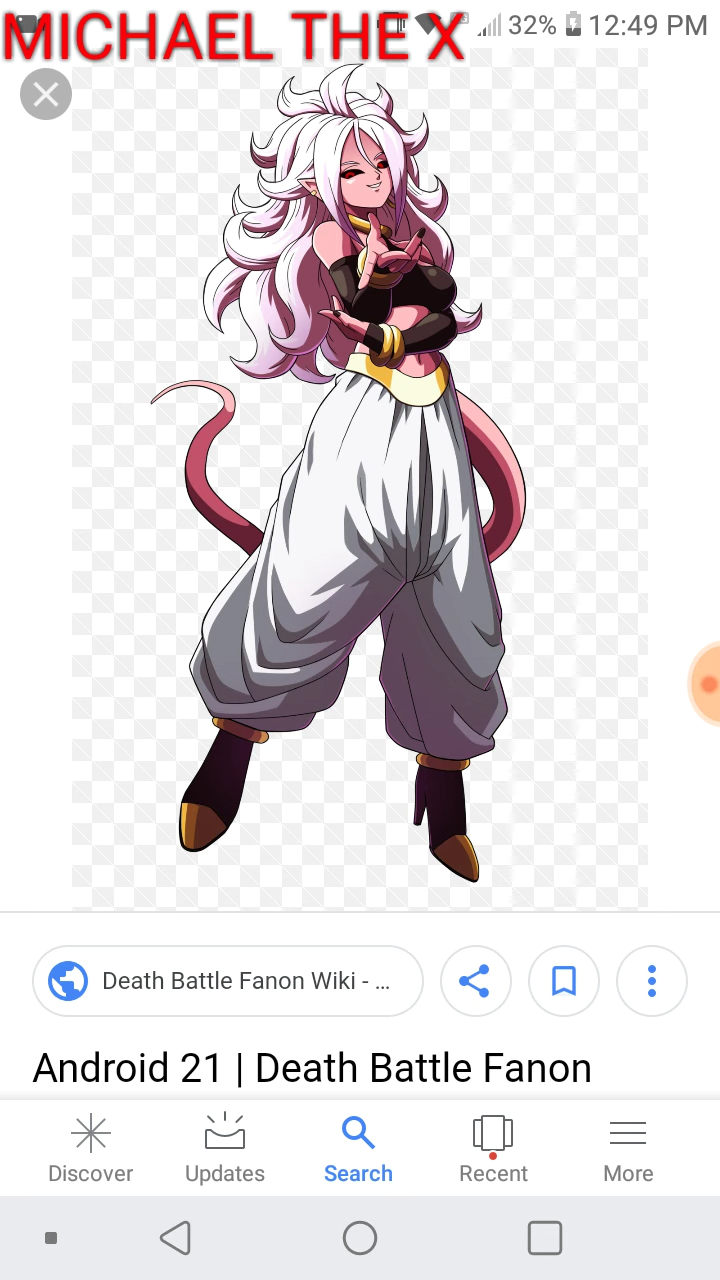 MICHAEL THE X
32% 12:49 PM
Death Battle Fanon Wiki - ...
Android 21 | Death Battle Fanon
Discover Updates Search Recent More